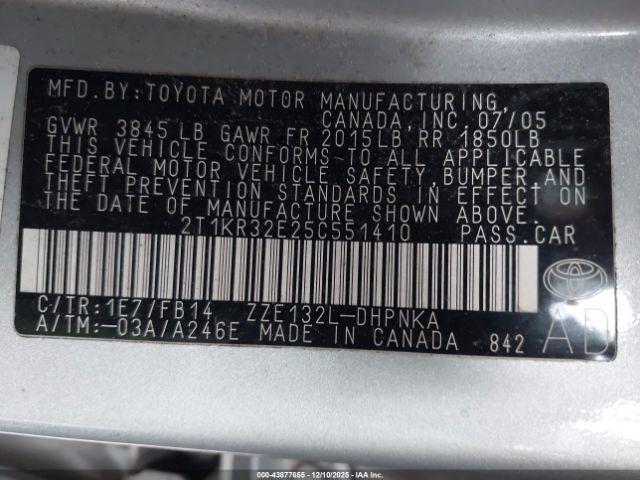 MFD.BY:TOYOTA MOTOR MANUFACTURING,
CANADA, INC. 07/05
GVWR 3845 LB GAWR FR 2015LB RR 1850LB
THIS VEHICLE CONFORMS TO ALL APPLICABLE
FEDERAL MOTOR VEHICLE SAFETY, BUMPER AND
THEFT PREVENTION STANDARDS IN EFFECT ON
THE DATE OF MANUFACTURE SHOWN ABOVE.
2T1KR32E25C551410 PASS.CAR
C/TR:1E7/FB14 ZZE132L-DHPNKA
A/TM:-03A/A246E MADE IN CANADA 842
AD
000-43877655 - 12/10/2025 - IAAI.COM